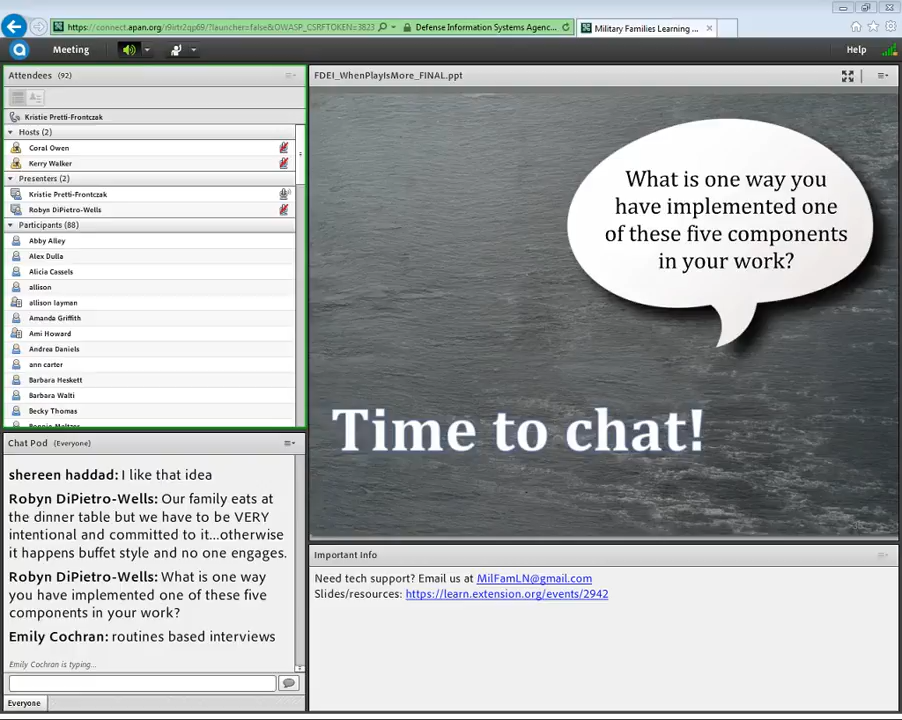 https://connect.apan.org/r9irtz2qp69/?launcher=false&OWASP_CSRFTOKEN=3823
Defense Information Systems Agenc...
Military Families Learning ...
Meeting
Help
Attendees (92)
Kristie Pretti-Frontczak
Hosts (2)
Coral Owen
Kerry Walker
Presenters (2)
Kristie Pretti-Frontczak
Robyn DiPietro-Wells
Participants (88)
Abby Alley
Alex Dulla
Alicia Cassels
allison
allison layman
Amanda Griffith
Ami Howard
Andrea Daniels
ann carter
Barbara Heskett
Barbara Walti
Becky Thomas
Chat Pod (Everyone)
shereen haddad: I like that idea
Robyn DiPietro-Wells: Our family eats at
the dinner table but we have to be VERY
intentional and committed to it...otherwise
it happens buffet style and no one engages.
Robyn DiPietro-Wells: What is one way
you have implemented one of these five
components in your work?
Emily Cochran: routines based interviews
Emily Cochran is typing...
Everyone
FDEI_WhenPlayIsMore_FINAL.ppt
What is one way you
have implemented one
of these five components
in your work?
Time to chat!
Important Info
Need tech support? Email us at MilFamLN@gmail.com
Slides/resources: https://learn.extension.org/events/2942